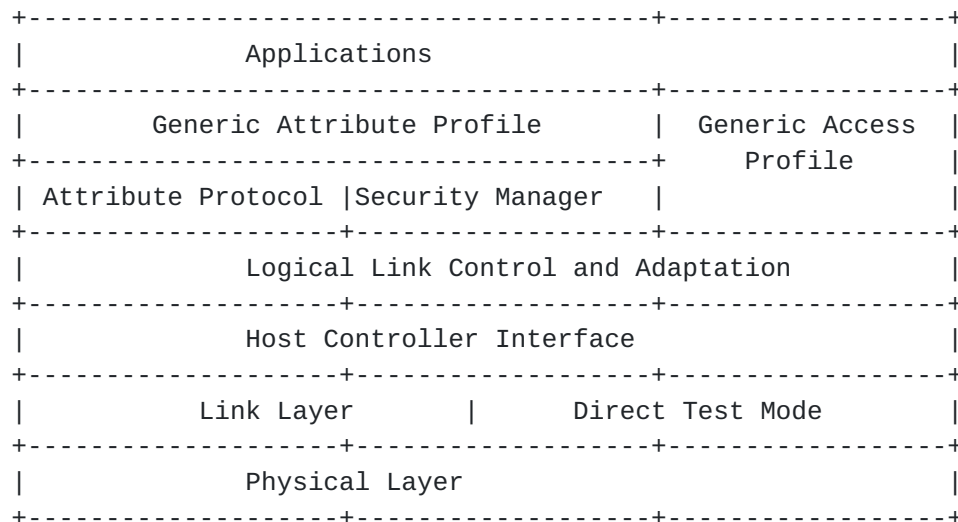 Applications
Generic Attribute Profile Generic Access
Profile
Attribute Protocol Security Manager
Logical Link Control and Adaptation
Host Controller Interface
Link Layer Direct Test Mode
Physical Layer